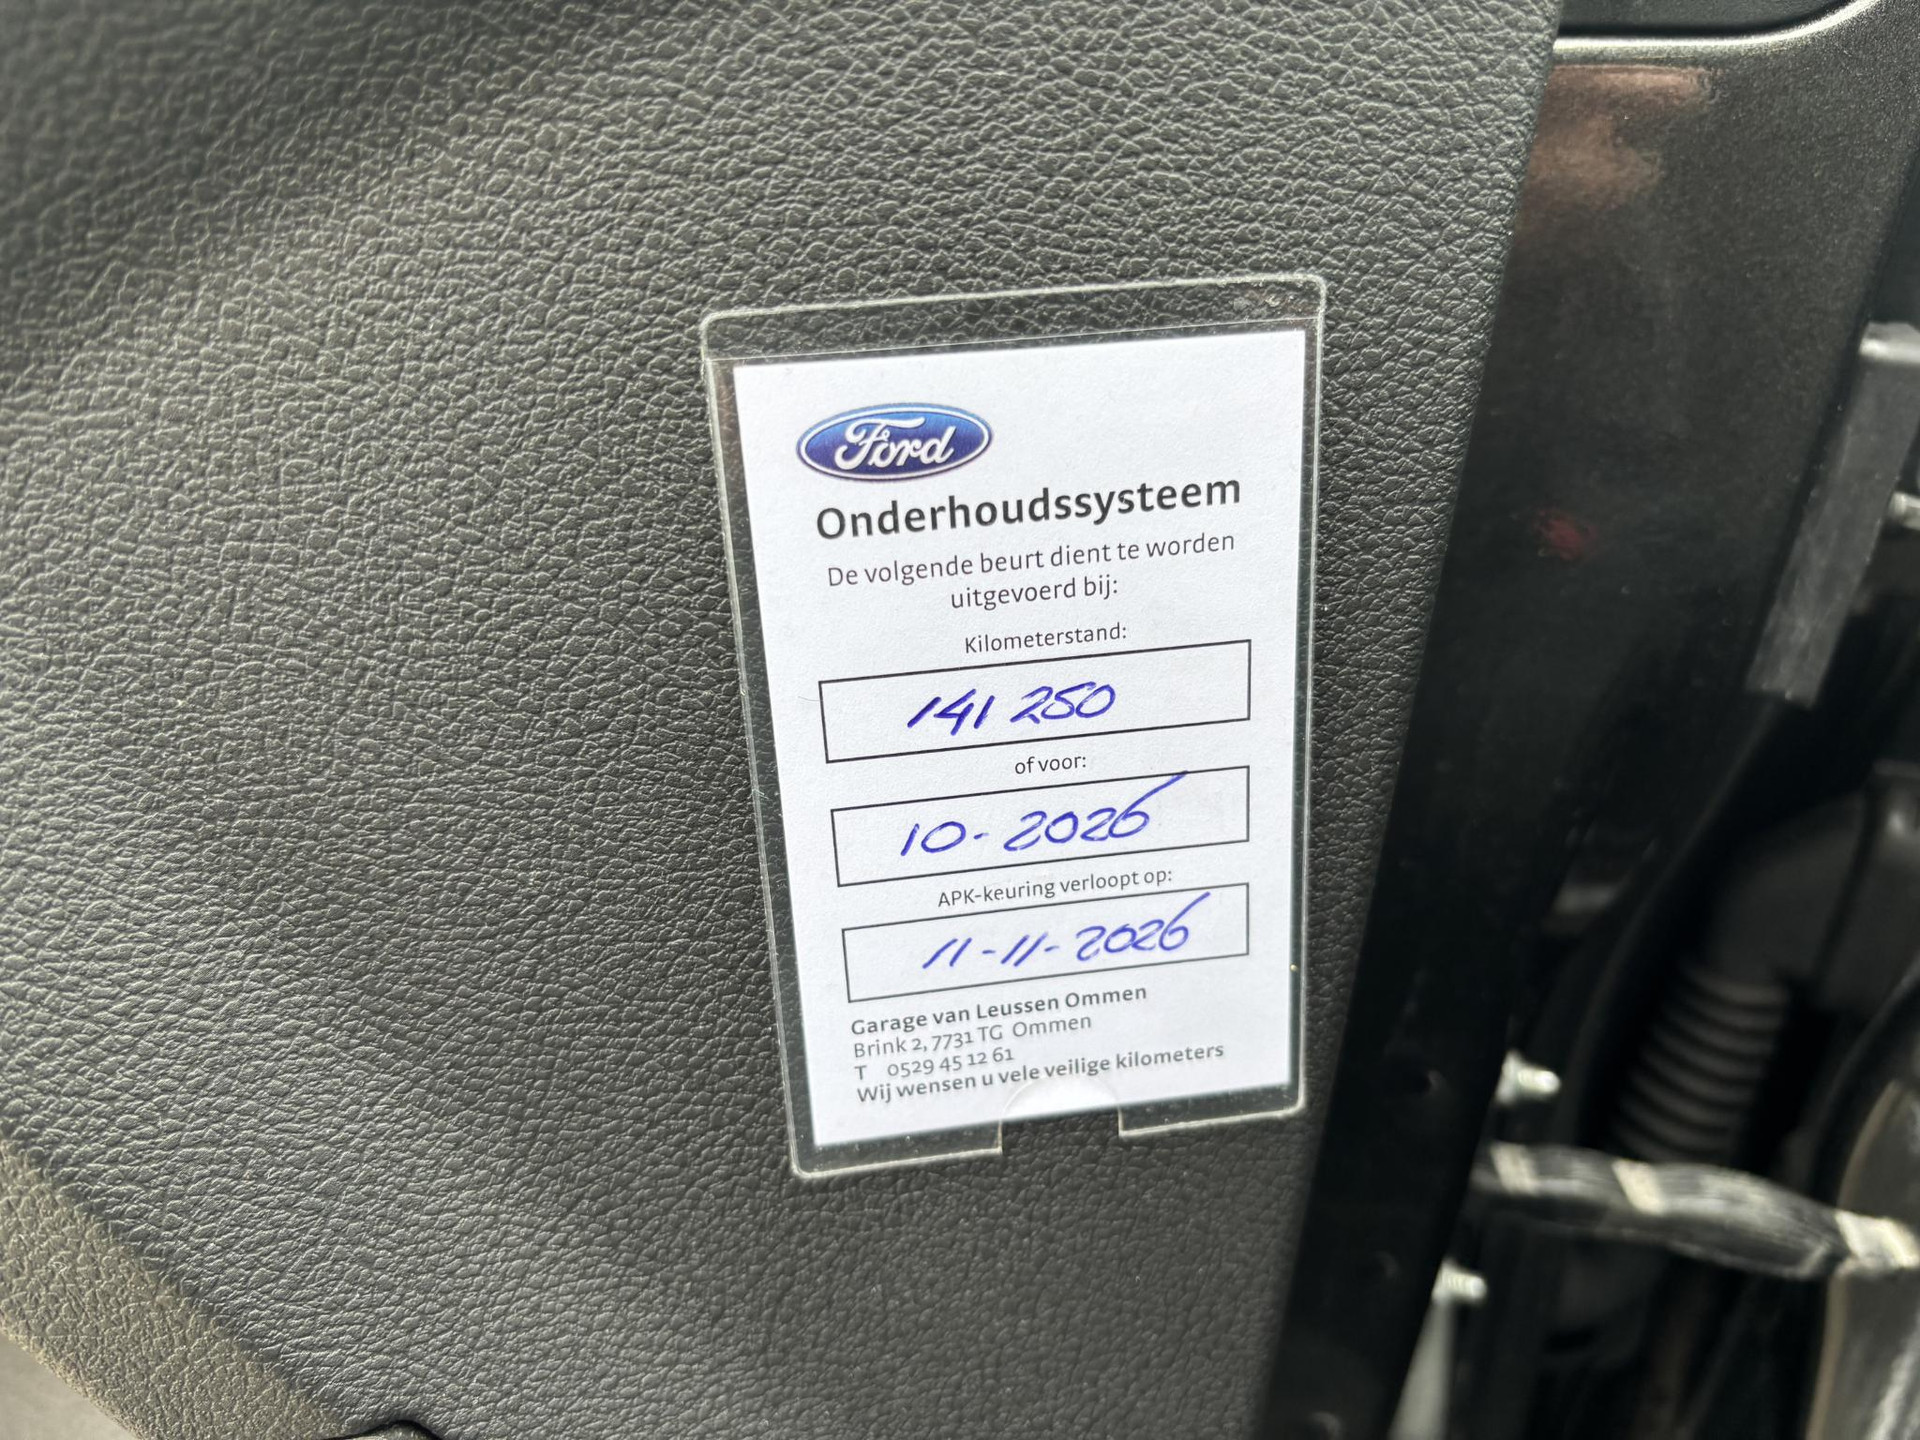 Ford
Onderhoudssysteem
De volgende beurt dient te worden
uitgevoerd bij:
Kilometerstand:
141 250
of voor:
10-2026
APK-keuring verloopt op:
11-11-2026
Garage van Leussen Ommen
Brink 2, 7731 TG Ommen
T 0529 45 12 61
Wij wensen u vele veilige kilometers